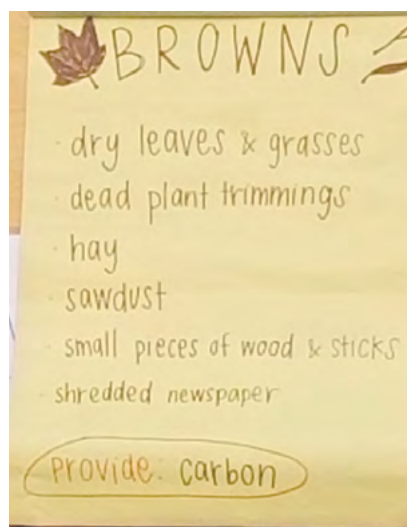 BROWNS
· dry leaves & grasses
· dead plant trimmings
· hay
· sawdust
· small pieces of wood & sticks
· shredded newspaper
provide: carbon